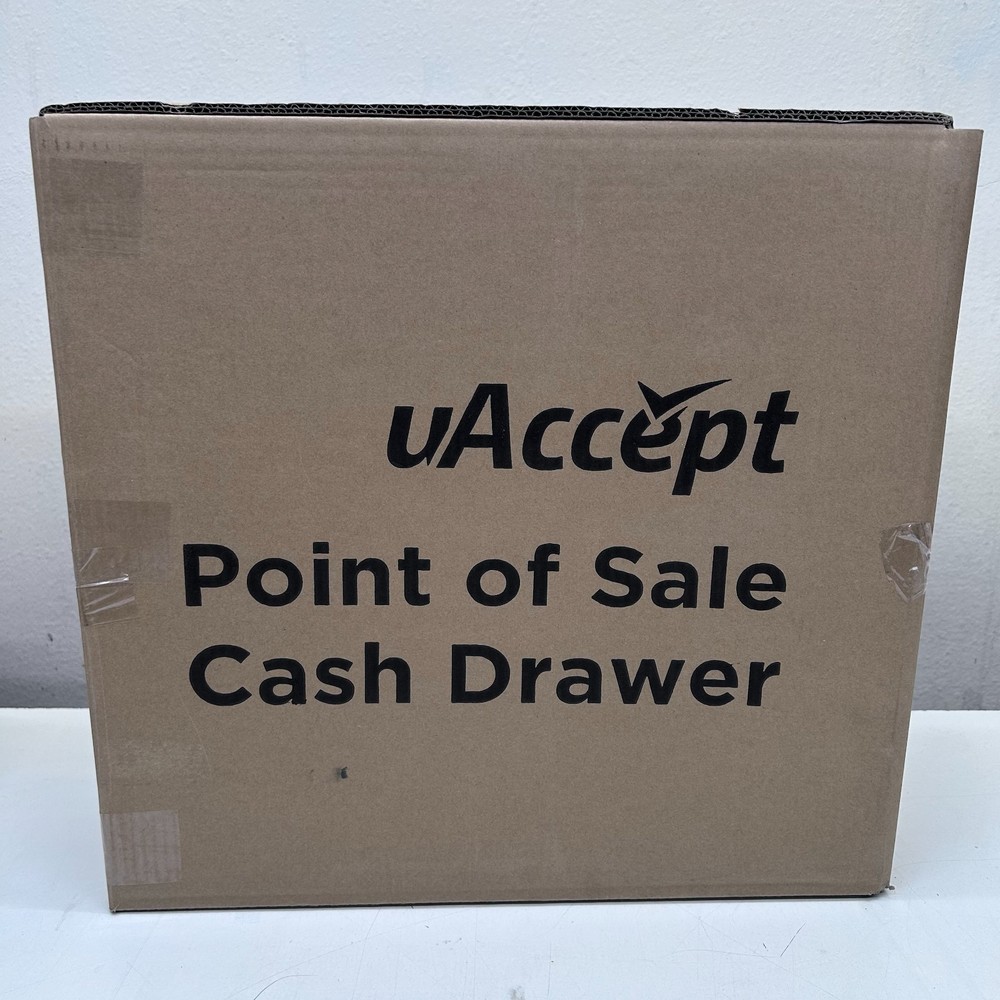 uAccept
Point of Sale
Cash Drawer